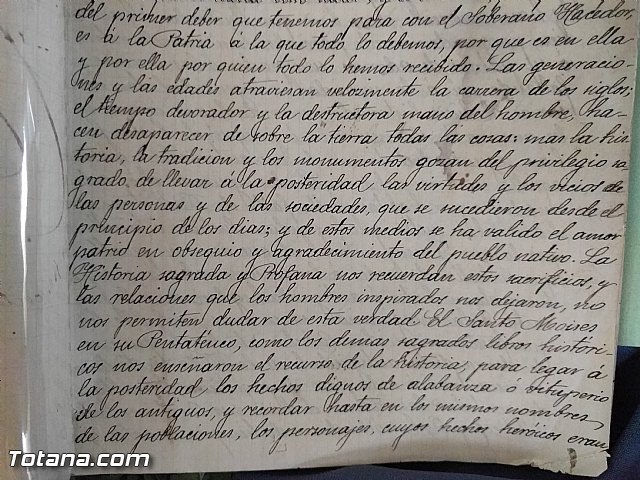 del primer deber que tenemos para con el Soberano Hacedor,
es á la Patria á la que todo lo debemos, por que es en ella
y por ella por quien todo lo hemos recibido. Las generacio-
nes y las edades atraviesan velozmente la carrera de los siglos;
el tiempo devorador y la destructora mano del hombre, ha-
cen desaparecer de sobre la tierra todas las cozas: mas la his
toria, la tradicion y los monumentos gozan del privilegio sa
grado de llevar á la posteridad las virtudes y los vicios de
las personas y de las sociedades, que se sucedieron desde el
principio de los dias; y de estos medios se ha valido el amor
patrio en obsequio y agradecimiento del pueblo nativo. La
Historia sagrada y Profana nos recuerdan estos sacrificios, y
las relaciones que los hombres inspirados nos dejaron, no
nos permiten dudar de esta verdad El Santo Moises
en su Pentatéuco, como los demas sagrados libros históri-
cos nos enseñaron el recurso de la historia, para legar á
la posteridad los hechos dignos de alabanza ó vituperio
de los antiguos, y recordar hasta en los mismos nombres
de las poblaciones, los personajes, cuyos hechos heróicos eran
Totana.com